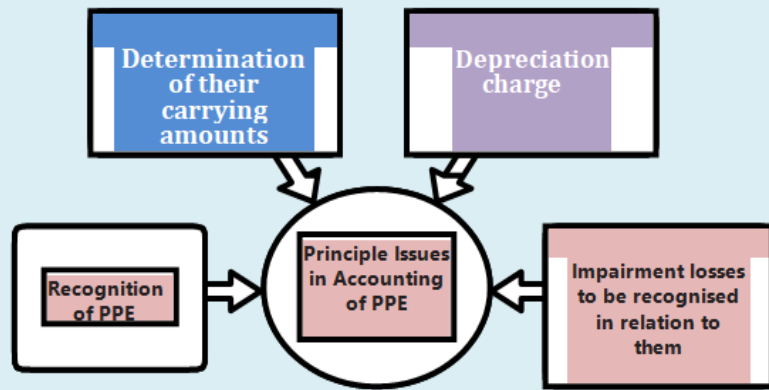 Determination
of their
carrying
amounts
Depreciation
charge
Recognition
of PPE
Principle Issues
in Accounting
of PPE
Impairment losses
to be recognised
in relation to
them